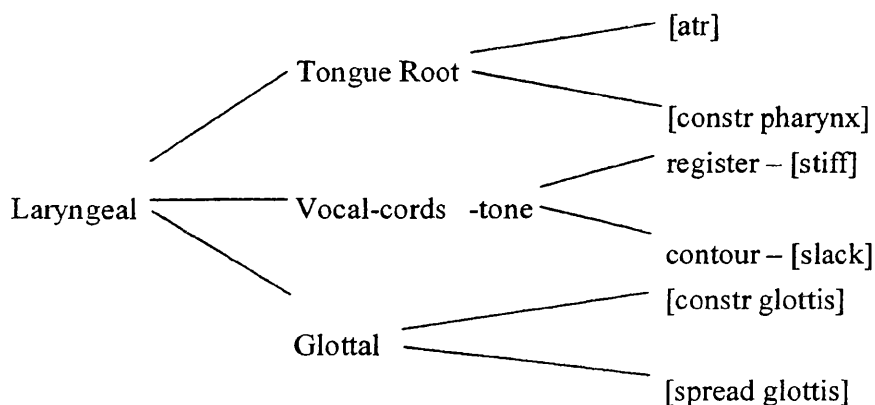 [atr]
Tongue Root
[constr pharynx]
register – [stiff]
Laryngeal Vocal-cords -tone
contour – [slack]
[constr glottis]
Glottal
[spread glottis]